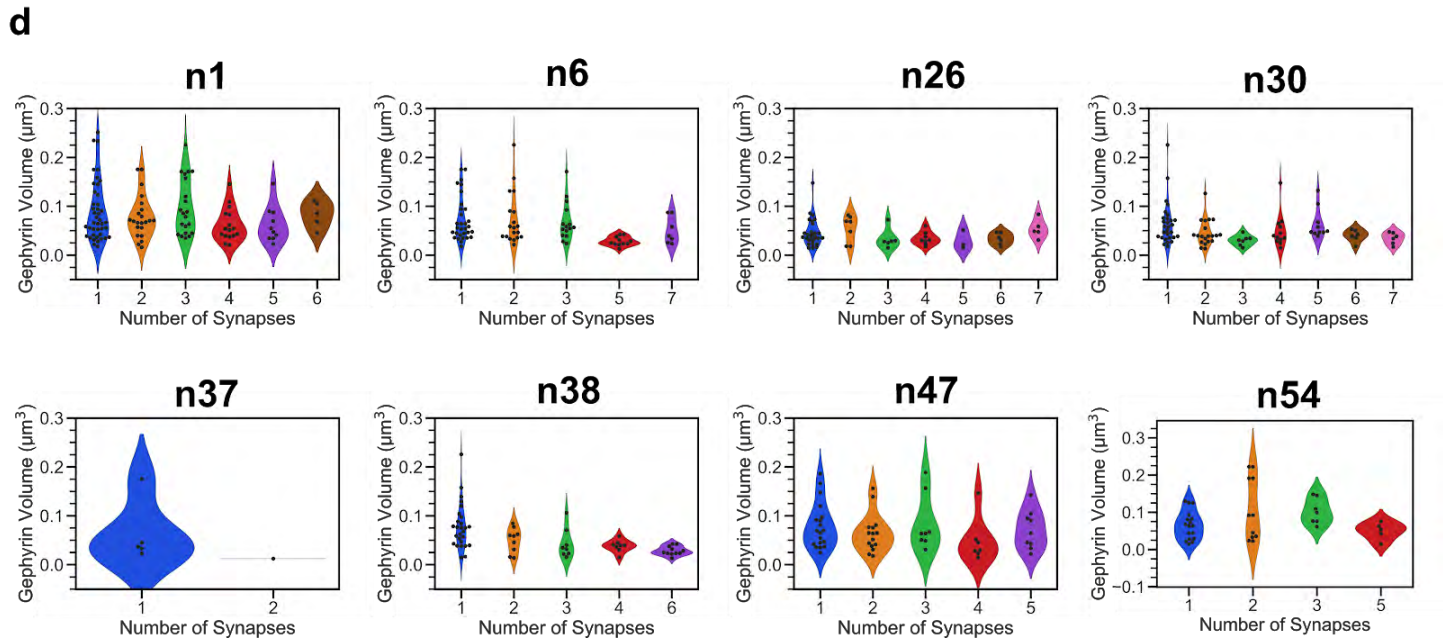 d
n1
n6
n26
n30
Gephyrin Volume (µm³)
0.3
0.2
0.1
0.0
1 2 3 4 5 6
Number of Synapses
Gephyrin Volume (µm³)
0.3
0.2
0.1
0.0
1 2 3 5 7
Number of Synapses
Gephyrin Volume (µm³)
0.3
0.2
0.1
0.0
1 2 3 4 5 6 7
Number of Synapses
Gephyrin Volume (µm³)
0.3
0.2
0.1
0.0
1 2 3 4 5 6 7
Number of Synapses
n37
n38
n47
n54
Gephyrin Volume (µm³)
0.3
0.2
0.1
0.0
1 2
Number of Synapses
Gephyrin Volume (µm³)
0.3
0.2
0.1
0.0
1 2 3 4 6
Number of Synapses
Gephyrin Volume (µm³)
0.3
0.2
0.1
0.0
1 2 3 4 5
Number of Synapses
Gephyrin Volume (µm³)
0.3
0.2
0.1
0.0
−0.1
1 2 3 5
Number of Synapses